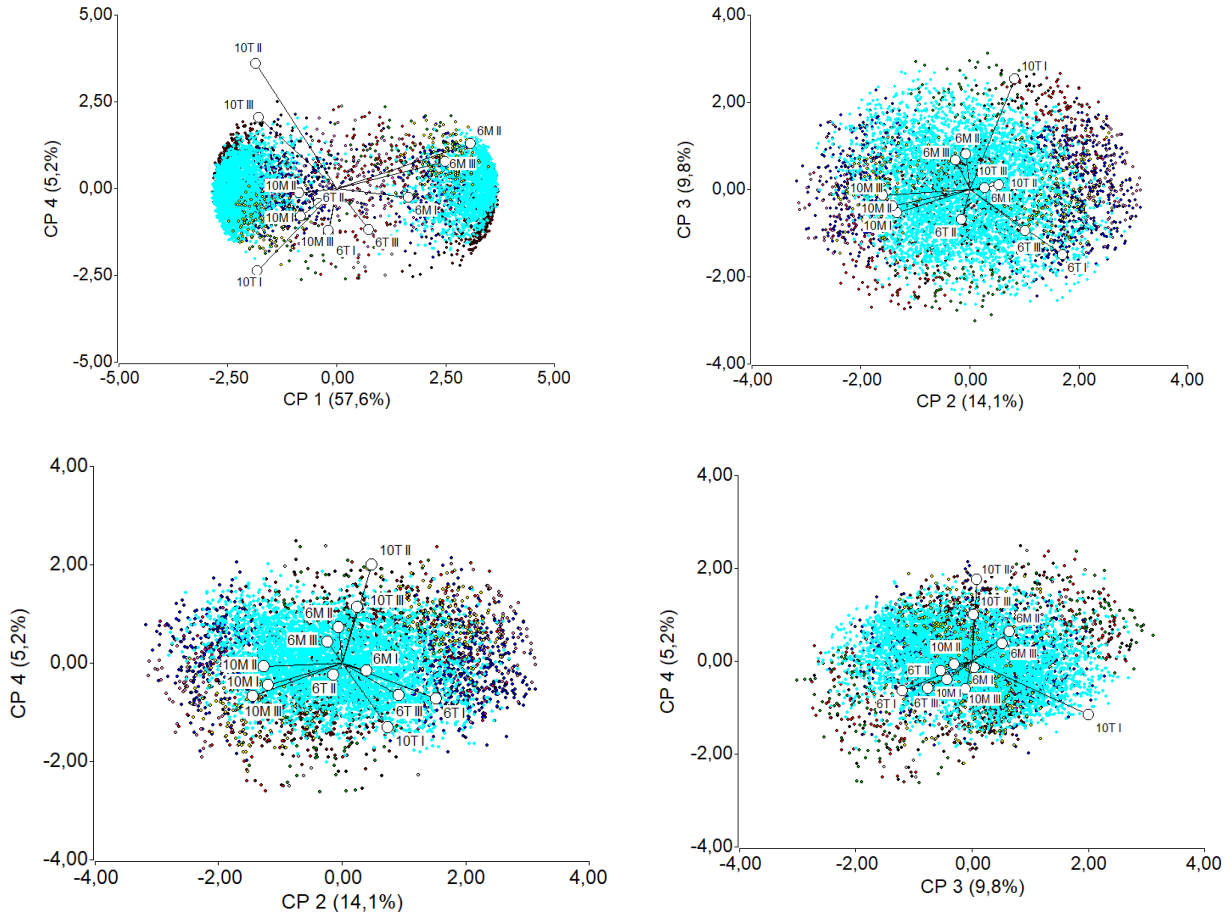 5,00
10T II
2,50
10T III
6M II
6M III
CP 4 (5,2%)
0,00
10M II
6T II
6M I
10M I
10M III
6T I
6T III
-2,50
10T I
-5,00
-5,00
-2,50
0,00
2,50
5,00
CP 1 (57,6%)
4,00
10T I
2,00
6M II
6M III
10T III
CP 3 (9,8%)
0,00
10M III
10T II
6M I
10M II
10M I
6T II
6T III
6T I
-2,00
-4,00
-4,00
-2,00
0,00
2,00
4,00
CP 2 (14,1%)
4,00
10T II
2,00
10T III
6M II
6M III
CP 4 (5,2%)
0,00
10M II
6M I
10M I
6T II
10M III
6T III
6T I
10T I
-2,00
-4,00
-4,00
-2,00
0,00
2,00
4,00
CP 2 (14,1%)
4,00
2,00
10T II
10T III
6M II
10M II
6M III
CP 4 (5,2%)
0,00
6T II
6M I
6T I
6T III
10M I
10M III
10T I
-2,00
-4,00
-4,00
-2,00
0,00
2,00
4,00
CP 3 (9,8%)